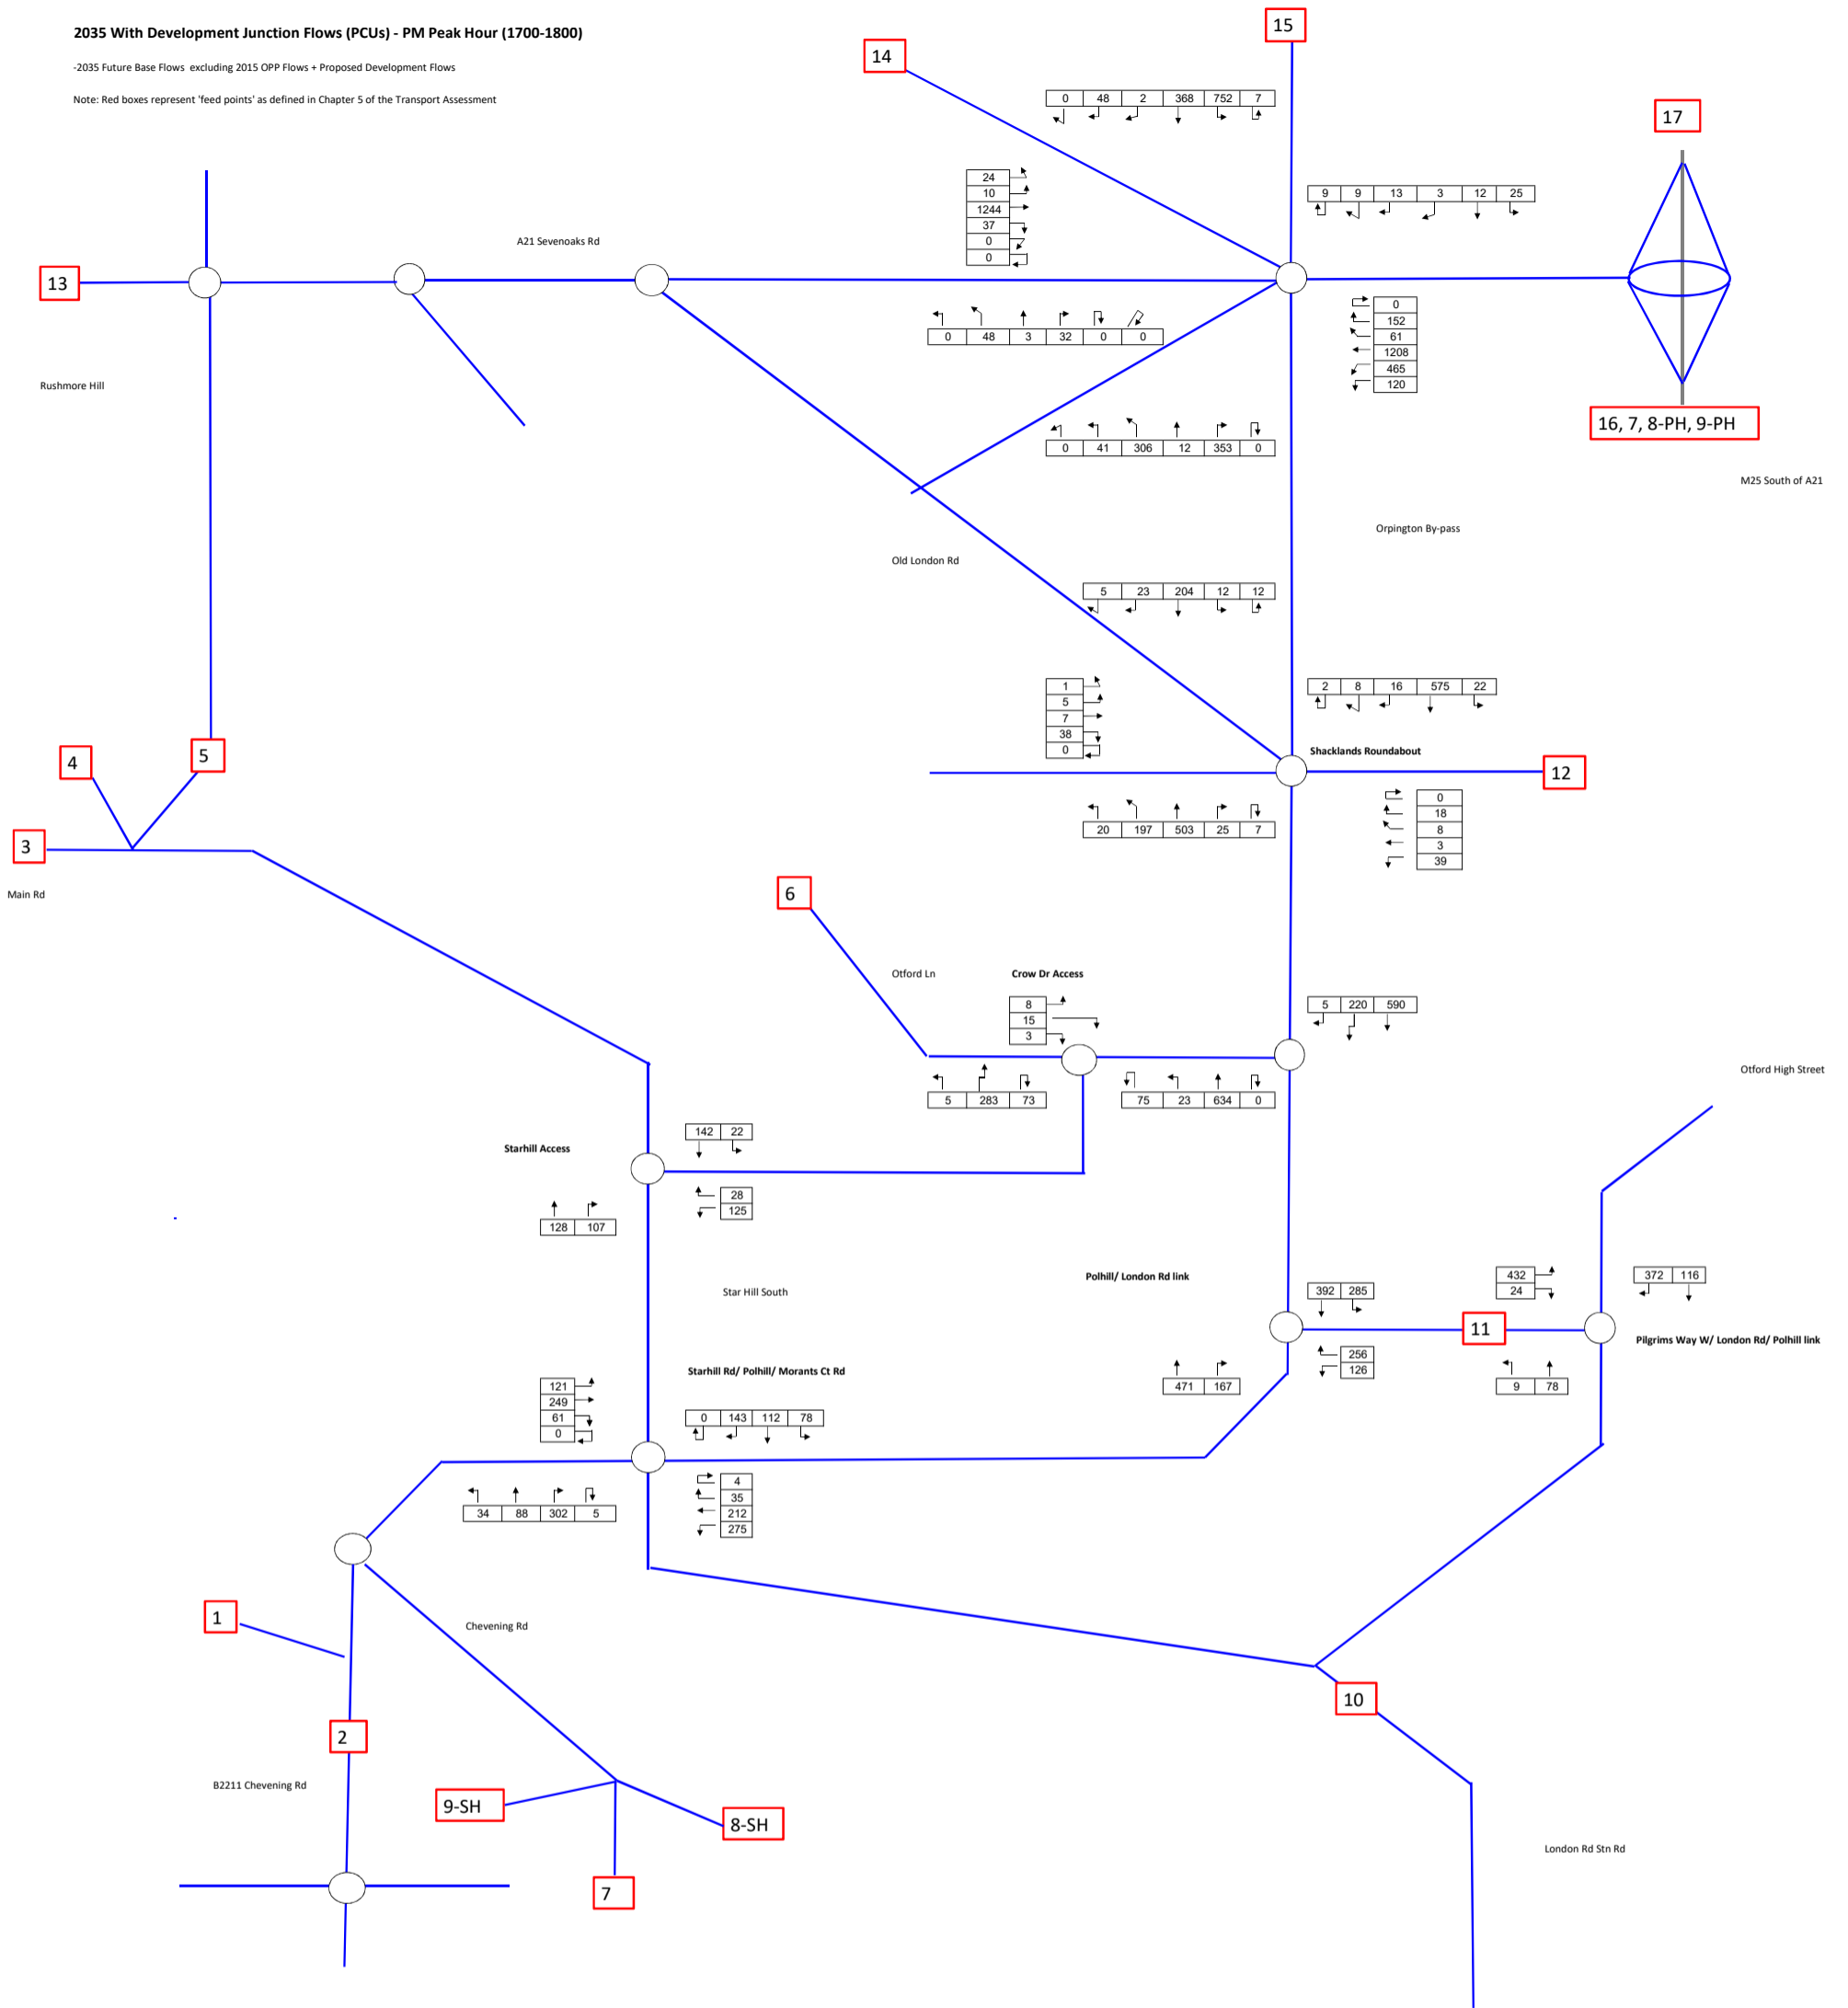 2035 With Development Junction Flows (PCUs) - PM Peak Hour (1700-1800)
-2035 Future Base Flows excluding 2015 OPP Flows + Proposed Development Flows
Note: Red boxes represent 'feed points' as defined in Chapter 5 of the Transport Assessment
15
14
0 48 2 368 752 7
17
24
10
1244
37
0
0
9 9 13 3 12 25
A21 Sevenoaks Rd
13
0 48 3 32 0 0
0
152
61
1208
465
120
Rushmore Hill
16, 7, 8-PH, 9-PH
0 41 306 12 353 0
M25 South of A21
Orpington By-pass
Old London Rd
5 23 204 12 12
1
5
7
38
0
2 8 16 575 22
Shacklands Roundabout
4
5
12
20 197 503 25 7
0
18
8
3
39
3
Main Rd
6
Otford Ln
Crow Dr Access
8
15
3
5 220 590
Otford High Street
5 283 73
75 23 634 0
142 22
Starhill Access
28
125
128 107
Polhill/ London Rd link
Star Hill South
432
24
372 116
392 285
11
Pilgrims Way W/ London Rd/ Polhill link
256
126
Starhill Rd/ Polhill/ Morants Ct Rd
471 167
9 78
121
249
61
0
0 143 112 78
4
35
212
275
34 88 302 5
1
Chevening Rd
10
2
B2211 Chevening Rd
9-SH
8-SH
London Rd Stn Rd
7